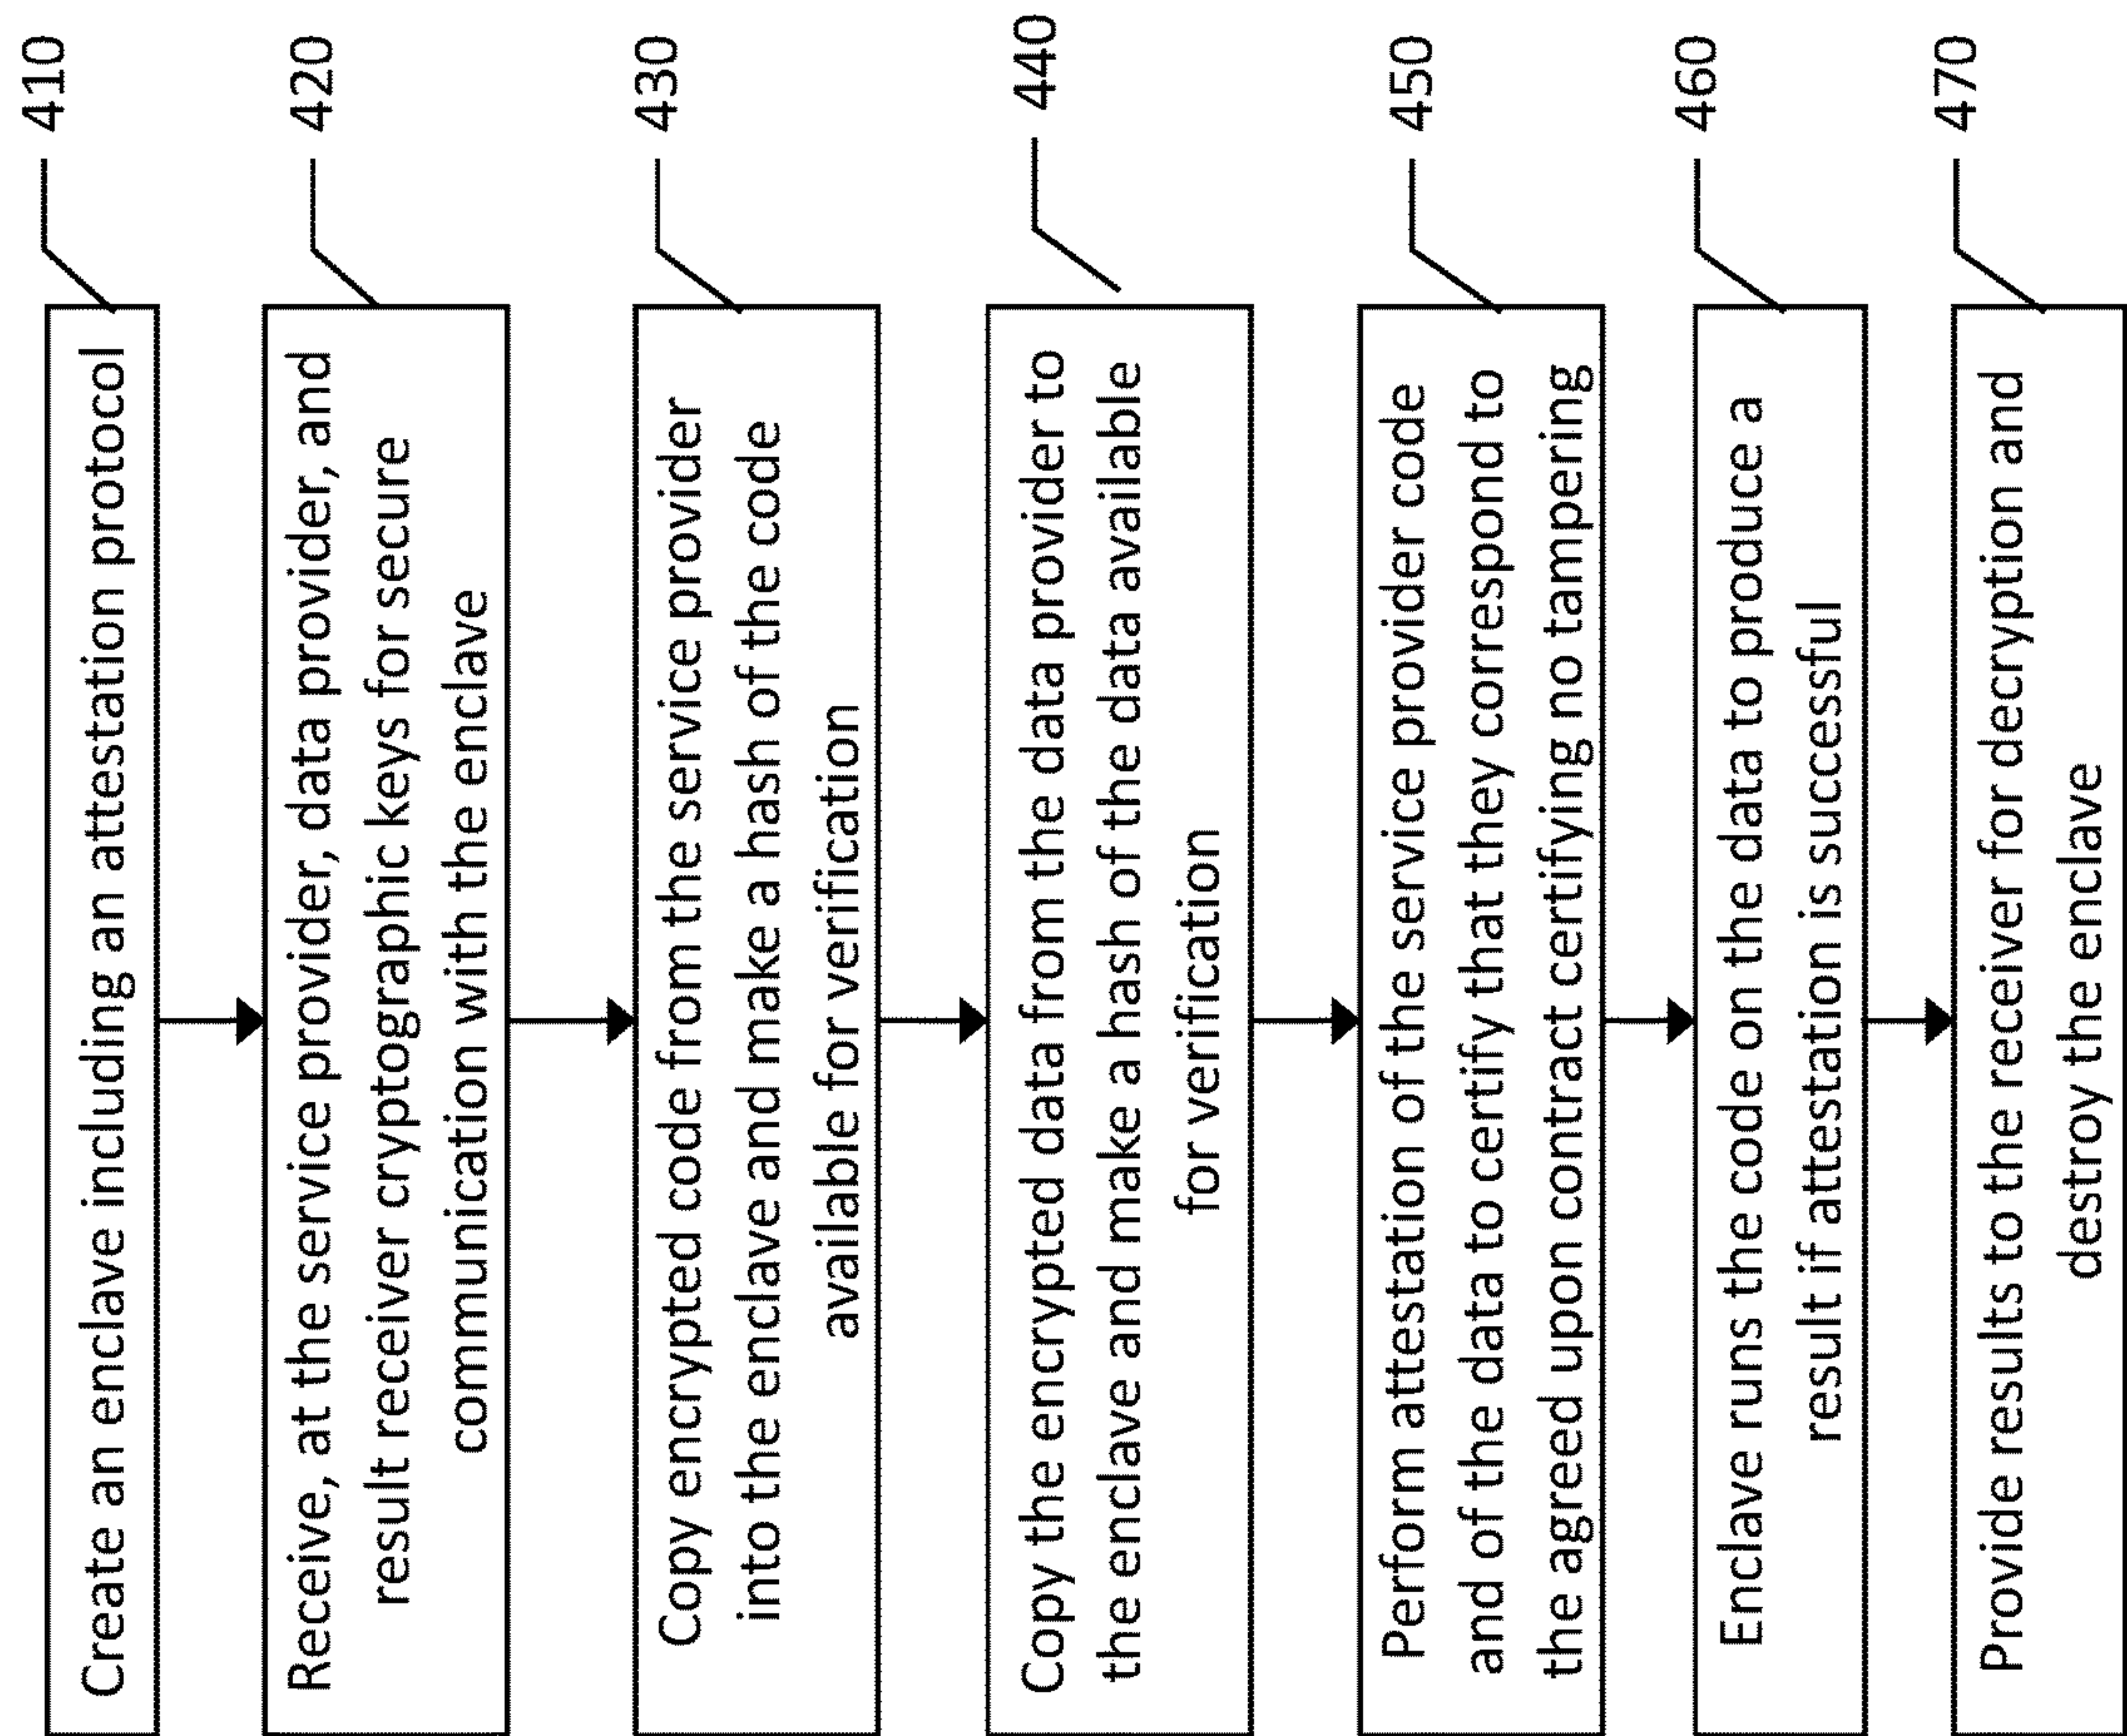 Create an enclave including an attestation protocol
410
Receive, at the service provider, data provider, and
result receiver cryptographic keys for secure
communication with the enclave
420
Copy encrypted code from the service provider
into the enclave and make a hash of the code
available for verification
430
Copy the encrypted data from the data provider to
the enclave and make a hash of the data available
for verification
440
Perform attestation of the service provider code
and of the data to certify that they correspond to
the agreed upon contract certifying no tampering
450
Enclave runs the code on the data to produce a
result if attestation is successful
460
Provide results to the receiver for decryption and
destroy the enclave
470